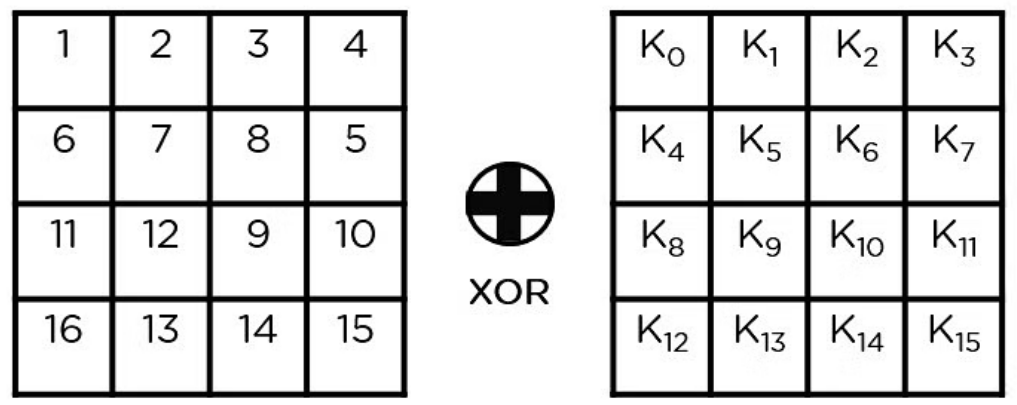 1 2 3 4 K₀ K₁ K₂ K₃
6 7 8 5 K₄ K₅ K₆ K₇
11 12 9 10 K₈ K₉ K₁₀ K₁₁
XOR
16 13 14 15 K₁₂ K₁₃ K₁₄ K₁₅